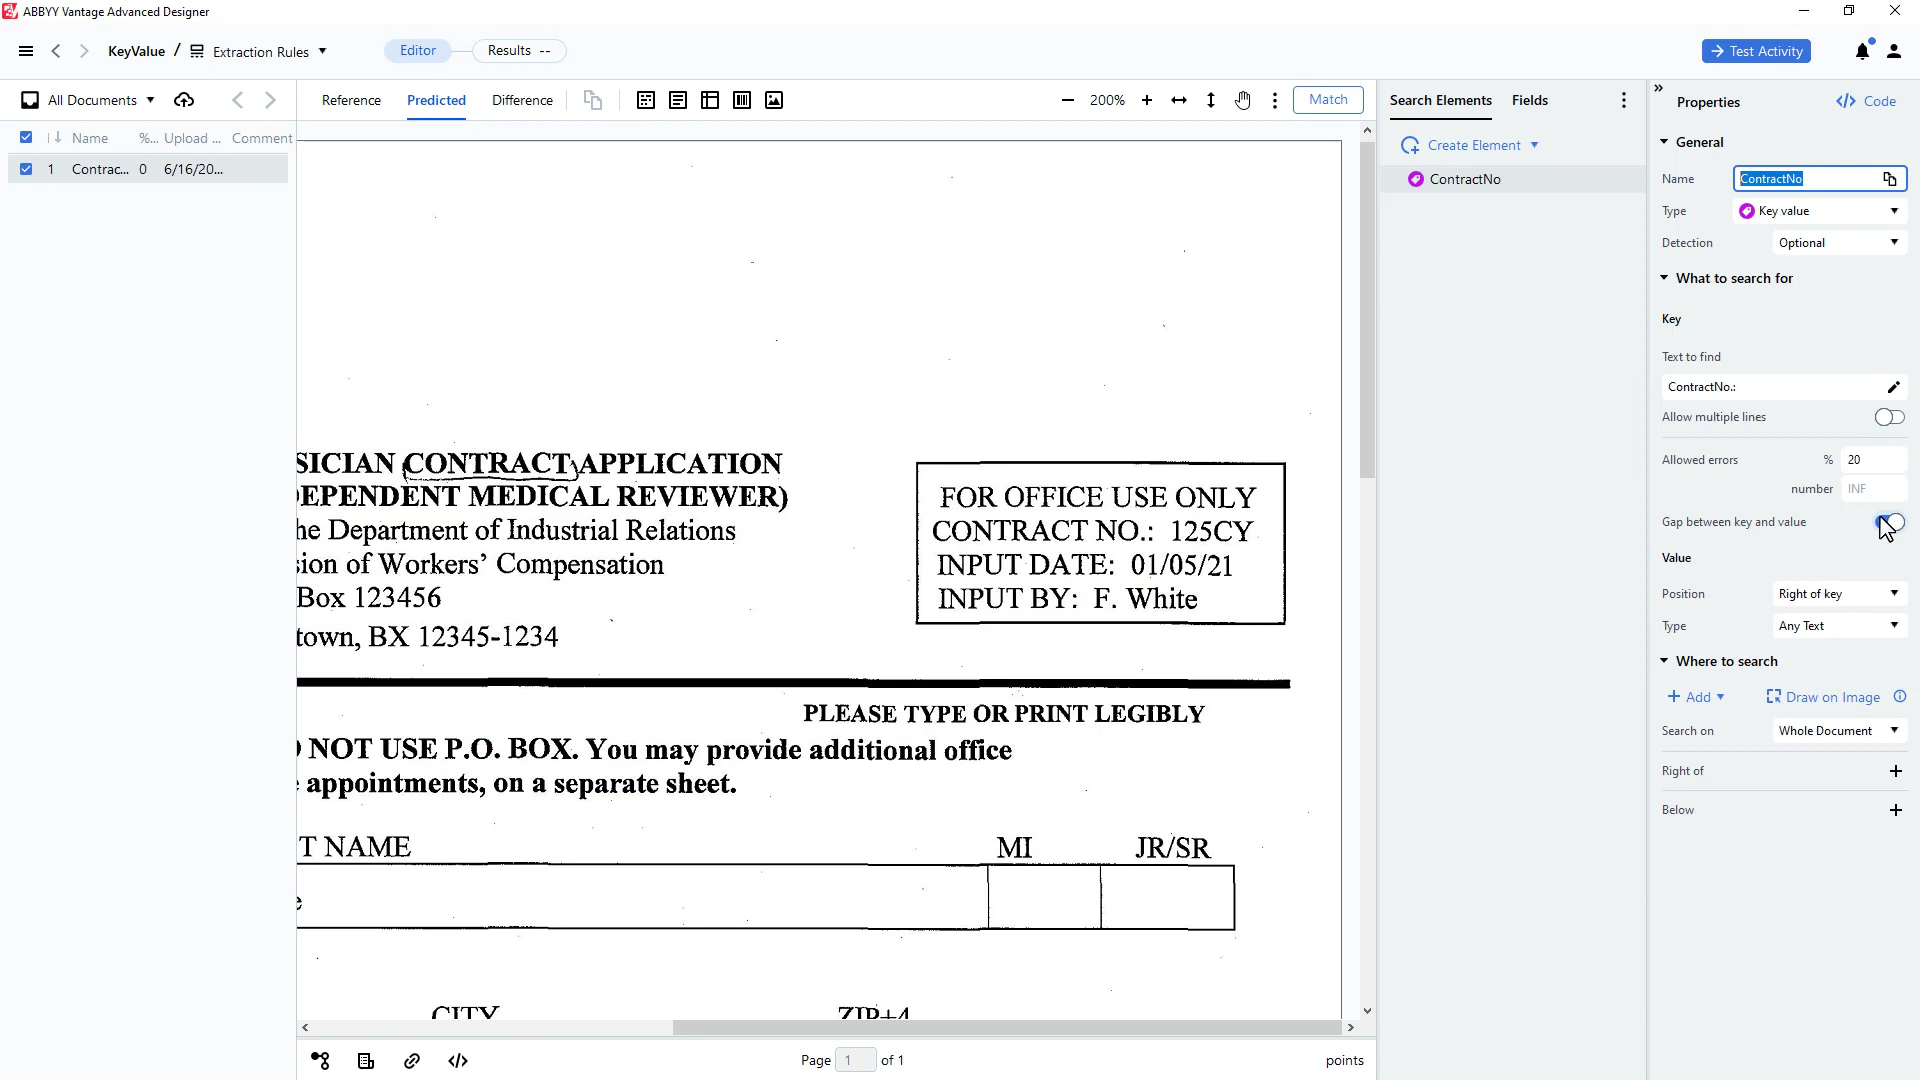 ABBYY Vantage Advanced Designer
KeyValue / Extraction Rules
Editor
Results --
Test Activity
All Documents
Reference
Predicted
Difference
200%
Match
Search Elements
Fields
Properties
Code
Name
%...
Upload ...
Comment
1
Contrac...
0
6/16/20...
Create Element
ContractNo
General
Name
ContractNo
Type
Key value
Detection
Optional
What to search for
Key
Text to find
ContractNo.:
Allow multiple lines
Allowed errors
%
20
number
INF
Gap between key and value
Value
Position
Right of key
Type
Any Text
Where to search
Add
Draw on Image
Search on
Whole Document
Right of
Below
SICIAN CONTRACT APPLICATION
EPENDENT MEDICAL REVIEWER)
he Department of Industrial Relations
sion of Workers' Compensation
Box 123456
town, BX 12345-1234
FOR OFFICE USE ONLY
CONTRACT NO.: 125CY
INPUT DATE: 01/05/21
INPUT BY: F. White
PLEASE TYPE OR PRINT LEGIBLY
NOT USE P.O. BOX. You may provide additional office
appointments, on a separate sheet.
T NAME
MI
JR/SR
e
CITY
ZIP+4
Page 1 of 1
points